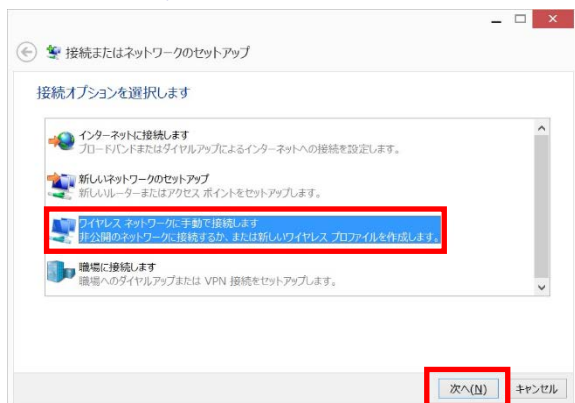 接続またはネットワークのセットアップ
接続オプションを選択します
インターネットに接続します
ブロードバンドまたはダイヤルアップによるインターネットへの接続を設定します。
新しいネットワークのセットアップ
新しいルーターまたはアクセス ポイントをセットアップします。
ワイヤレス ネットワークに手動で接続します
非公開のネットワークに接続するか、または新しいワイヤレス プロファイルを作成します。
職場に接続します
職場へのダイヤルアップまたは VPN 接続をセットアップします。
次へ(N) キャンセル